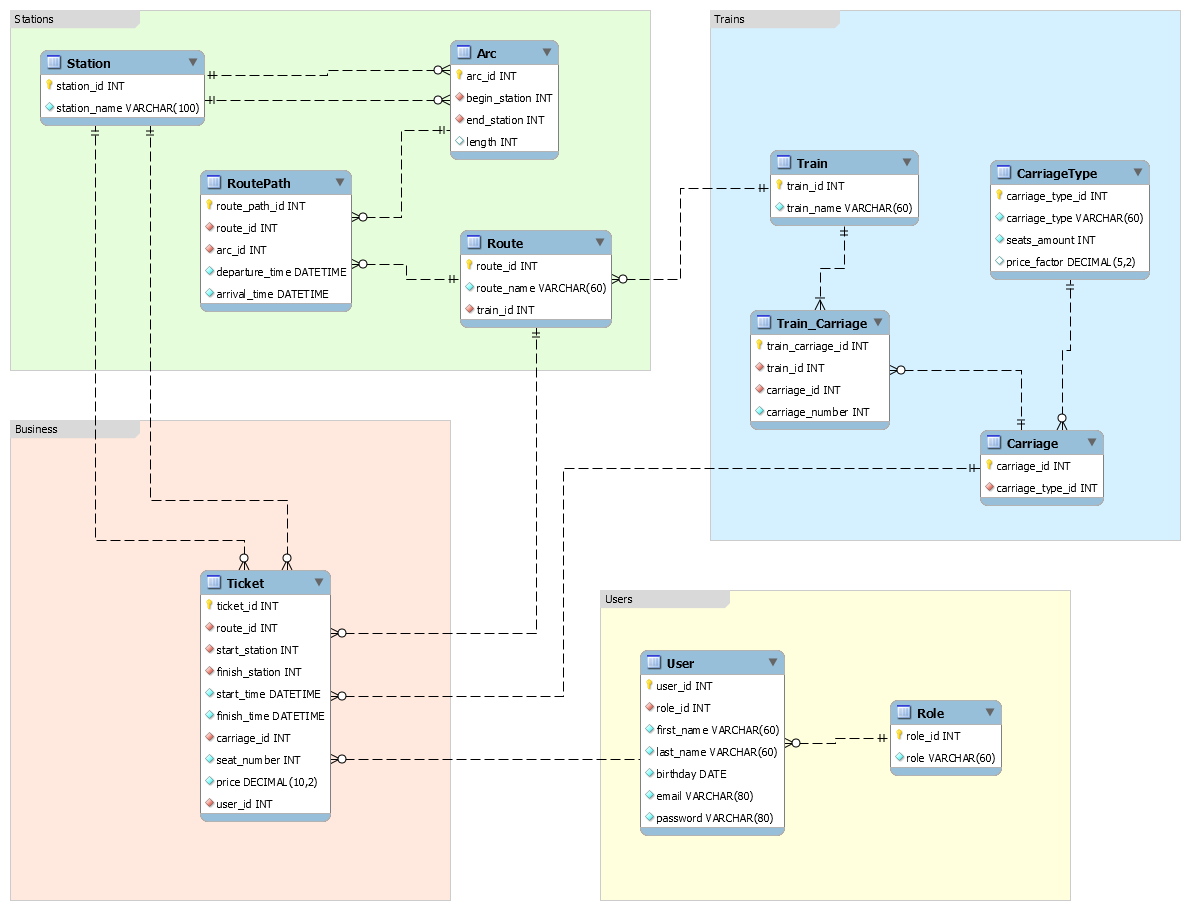 Stations
Station
station_id INT
station_name VARCHAR(100)
Arc
arc_id INT
begin_station INT
end_station INT
length INT
RoutePath
route_path_id INT
route_id INT
arc_id INT
departure_time DATETIME
arrival_time DATETIME
Route
route_id INT
route_name VARCHAR(60)
train_id INT
Trains
Train
train_id INT
train_name VARCHAR(60)
CarriageType
carriage_type_id INT
carriage_type VARCHAR(60)
seats_amount INT
price_factor DECIMAL(5,2)
Train_Carriage
train_carriage_id INT
train_id INT
carriage_id INT
carriage_number INT
Carriage
carriage_id INT
carriage_type_id INT
Business
Ticket
ticket_id INT
route_id INT
start_station INT
finish_station INT
start_time DATETIME
finish_time DATETIME
carriage_id INT
seat_number INT
price DECIMAL(10,2)
user_id INT
Users
User
user_id INT
role_id INT
first_name VARCHAR(60)
last_name VARCHAR(60)
birthday DATE
email VARCHAR(80)
password VARCHAR(80)
Role
role_id INT
role VARCHAR(60)